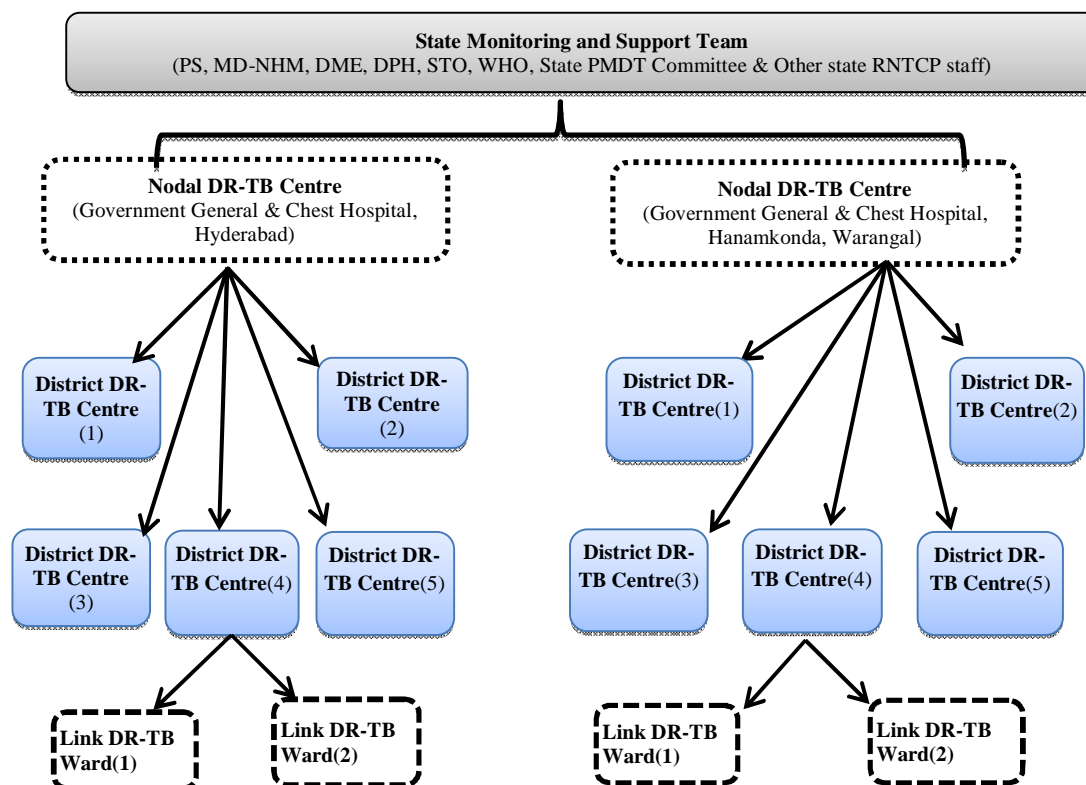 State Monitoring and Support Team
(PS, MD-NHM, DME, DPH, STO, WHO, State PMDT Committee & Other state RNTCP staff)
Nodal DR-TB Centre
(Government General & Chest Hospital,
Hyderabad)
Nodal DR-TB Centre
(Government General & Chest Hospital,
Hanamkonda, Warangal)
District DR-
TB Centre
(1)
District DR-
TB Centre
(2)
District DR-
TB Centre(1)
District DR-
TB Centre(2)
District DR-
TB Centre
(3)
District DR-
TB Centre(4)
District DR-
TB Centre(5)
District DR-
TB Centre(3)
District DR-
TB Centre(4)
District DR-
TB Centre(5)
Link DR-TB
Ward(1)
Link DR-TB
Ward(2)
Link DR-TB
Ward(1)
Link DR-TB
Ward(2)